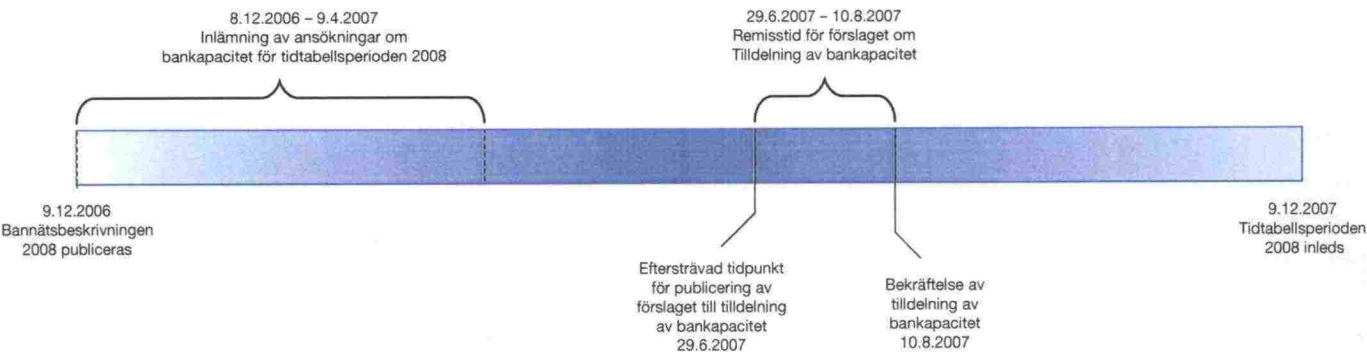 8.12.2006 – 9.4.2007
Inlämning av ansökningar om
bankapacitet för tidtabellsperioden 2008
29.6.2007 – 10.8.2007
Remisstid för förslaget om
Tilldelning av bankapacitet
9.12.2006
Bannätsbeskrivningen
2008 publiceras
9.12.2007
Tidtabellsperioden
2008 inleds
Eftersträvad tidpunkt
för publicering av
förslaget till tilldelning
av bankapacitet
29.6.2007
Bekräftelse av
tilldelning av
bankapacitet
10.8.2007